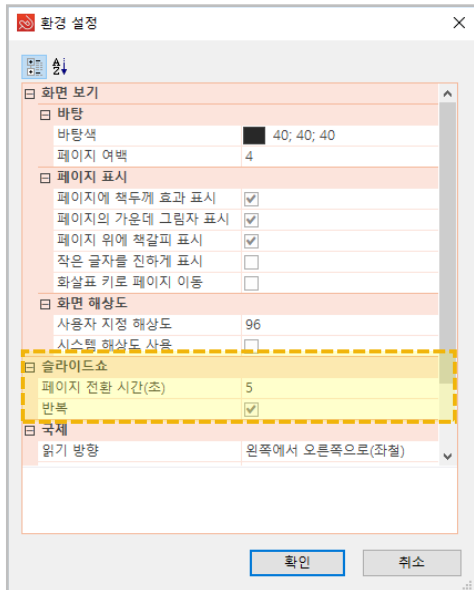 환경 설정
화면 보기
바탕
바탕색 40; 40; 40
페이지 여백 4
페이지 표시
페이지에 책두께 효과 표시
페이지의 가운데 그림자 표시
페이지 위에 책갈피 표시
작은 글자를 진하게 표시
화살표 키로 페이지 이동
화면 해상도
사용자 지정 해상도 96
시스템 해상도 사용
슬라이드쇼
페이지 전환 시간(초) 5
반복
국제
읽기 방향 왼쪽에서 오른쪽으로(좌철)
확인 취소